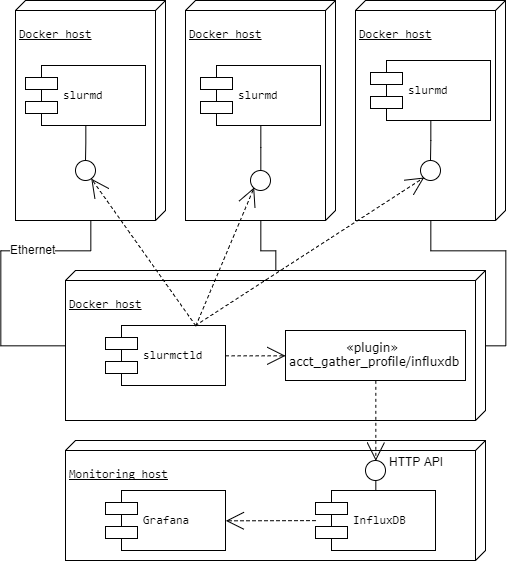 Docker host
Docker host
Docker host
slurmd
slurmd
slurmd
Ethernet
Docker host
slurmctld
«plugin»
acct_gather_profile/influxdb
HTTP API
Monitoring host
Grafana
InfluxDB